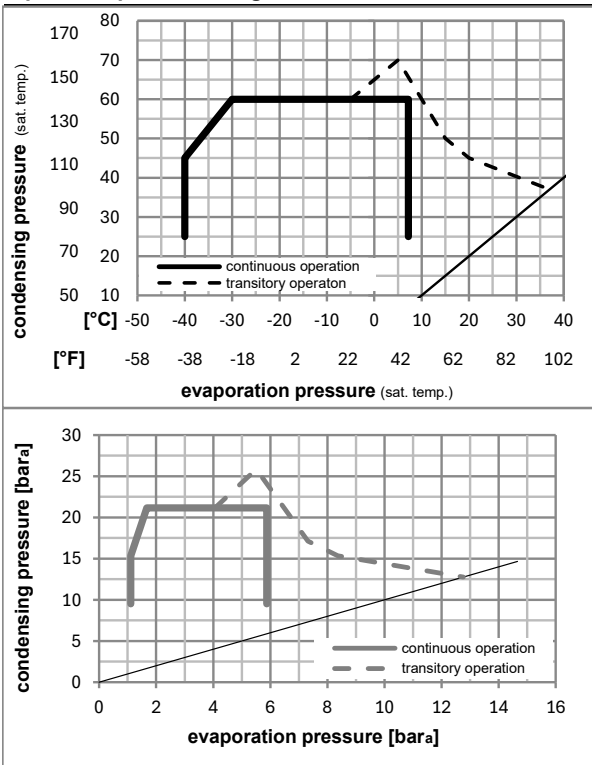 condensing pressure (sat. temp.)
170 80
70
150 60
130 50
110 40
90 30
70 20
50 10
continuous operation
transitory operaton
[°C] -50 -40 -30 -20 -10 0 10 20 30 40
[°F] -58 -38 -18 2 22 42 62 82 102
evaporation pressure (sat. temp.)
condensing pressure [bara]
30
25
20
15
10
5
0
continuous operation
transitory operation
0 2 4 6 8 10 12 14 16
evaporation pressure [bara]